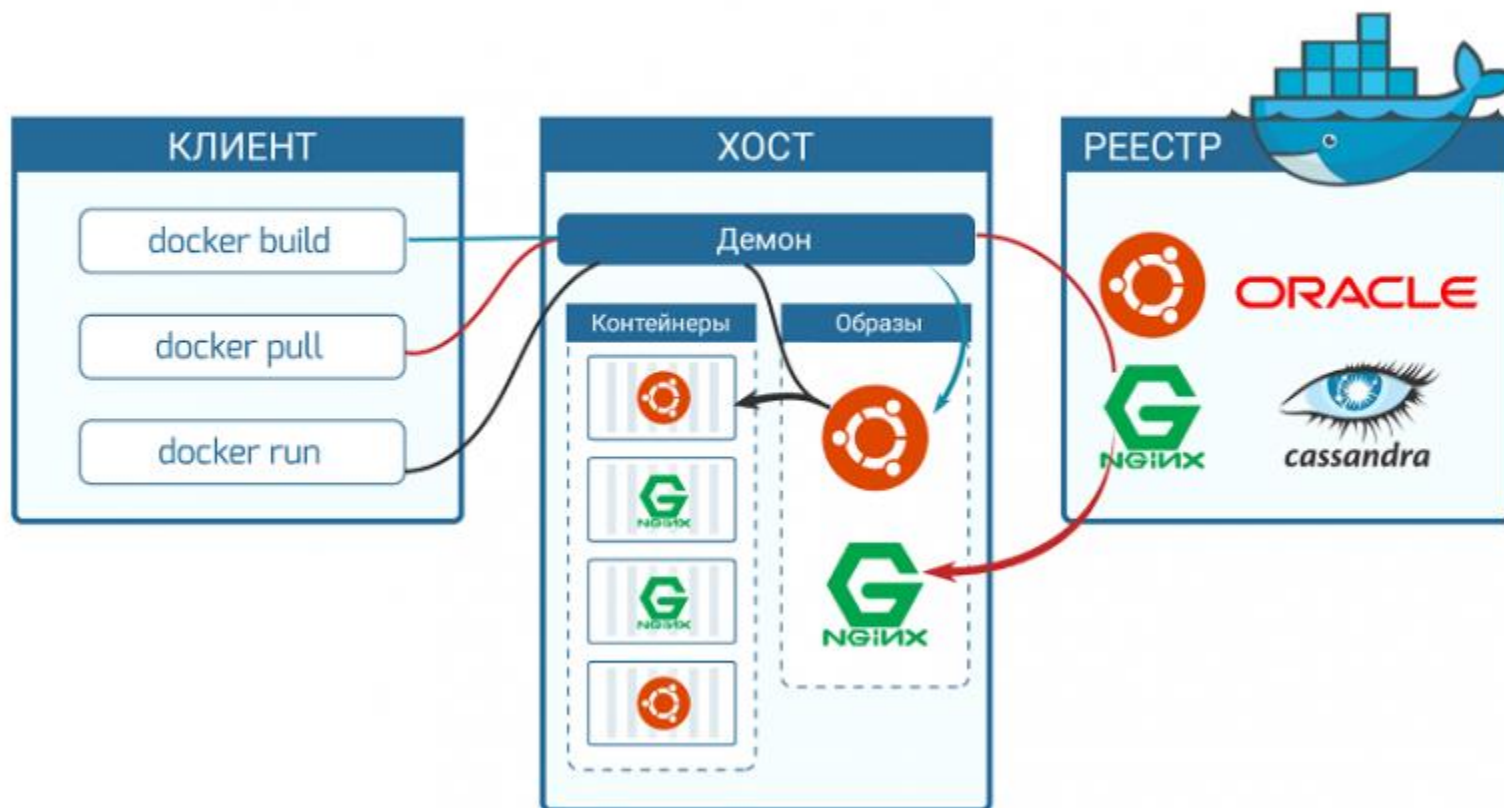 КЛИЕНТ
docker build
docker pull
docker run
ХОСТ
Демон
Контейнеры
Образы
NGiNX
NGiNX
NGiNX
РЕЕСТР
ORACLE
NGiNX
cassandra